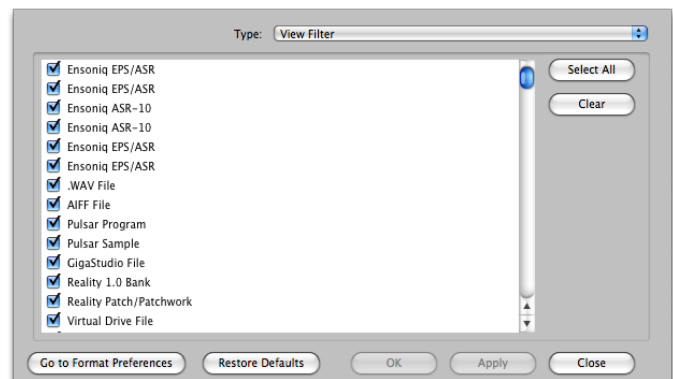 Type: View Filter
Ensoniq EPS/ASR
Ensoniq EPS/ASR
Ensoniq ASR-10
Ensoniq ASR-10
Ensoniq EPS/ASR
Ensoniq EPS/ASR
.WAV File
AIFF File
Pulsar Program
Pulsar Sample
GigaStudio File
Reality 1.0 Bank
Reality Patch/Patchwork
Virtual Drive File
Select All
Clear
Go to Format Preferences Restore Defaults OK Apply Close